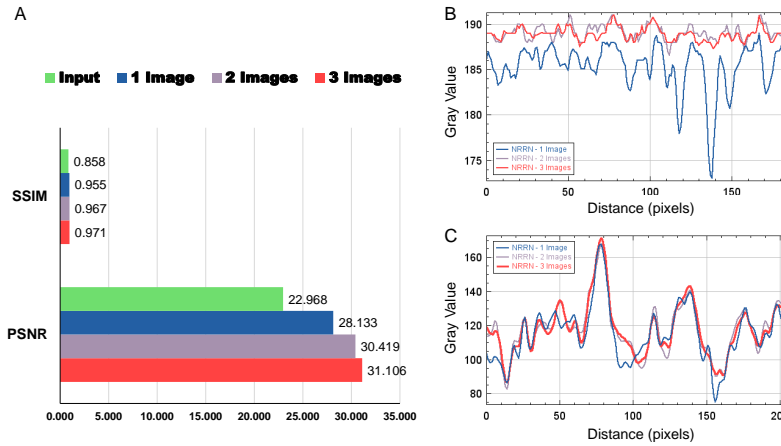 A
Input 1 Image 2 Images 3 Images
SSIM
0.858
0.955
0.967
0.971
PSNR
22.968
28.133
30.419
31.106
0.000 5.000 10.000 15.000 20.000 25.000 30.000 35.000
B
Gray Value
190
185
180
175
NRRN - 1 Image
NRRN - 2 Images
NRRN - 3 Images
0 50 100 150
Distance (pixels)
C
Gray Value
160
140
120
100
80
NRRN - 1 Image
NRRN - 2 Images
NRRN - 3 Images
0 50 100 150 20
Distance (pixels)